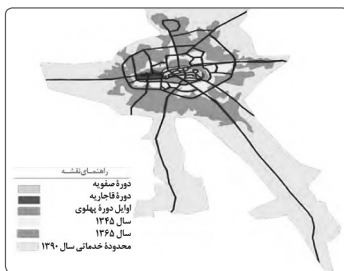 راهنمای نقشه
دورهٔ صفویه
دورهٔ قاجاریه
اوایل دورهٔ پهلوی
سال ۱۳۴۵
سال ۱۳۶۵
محدودهٔ خدماتی سال ۱۳۹۰